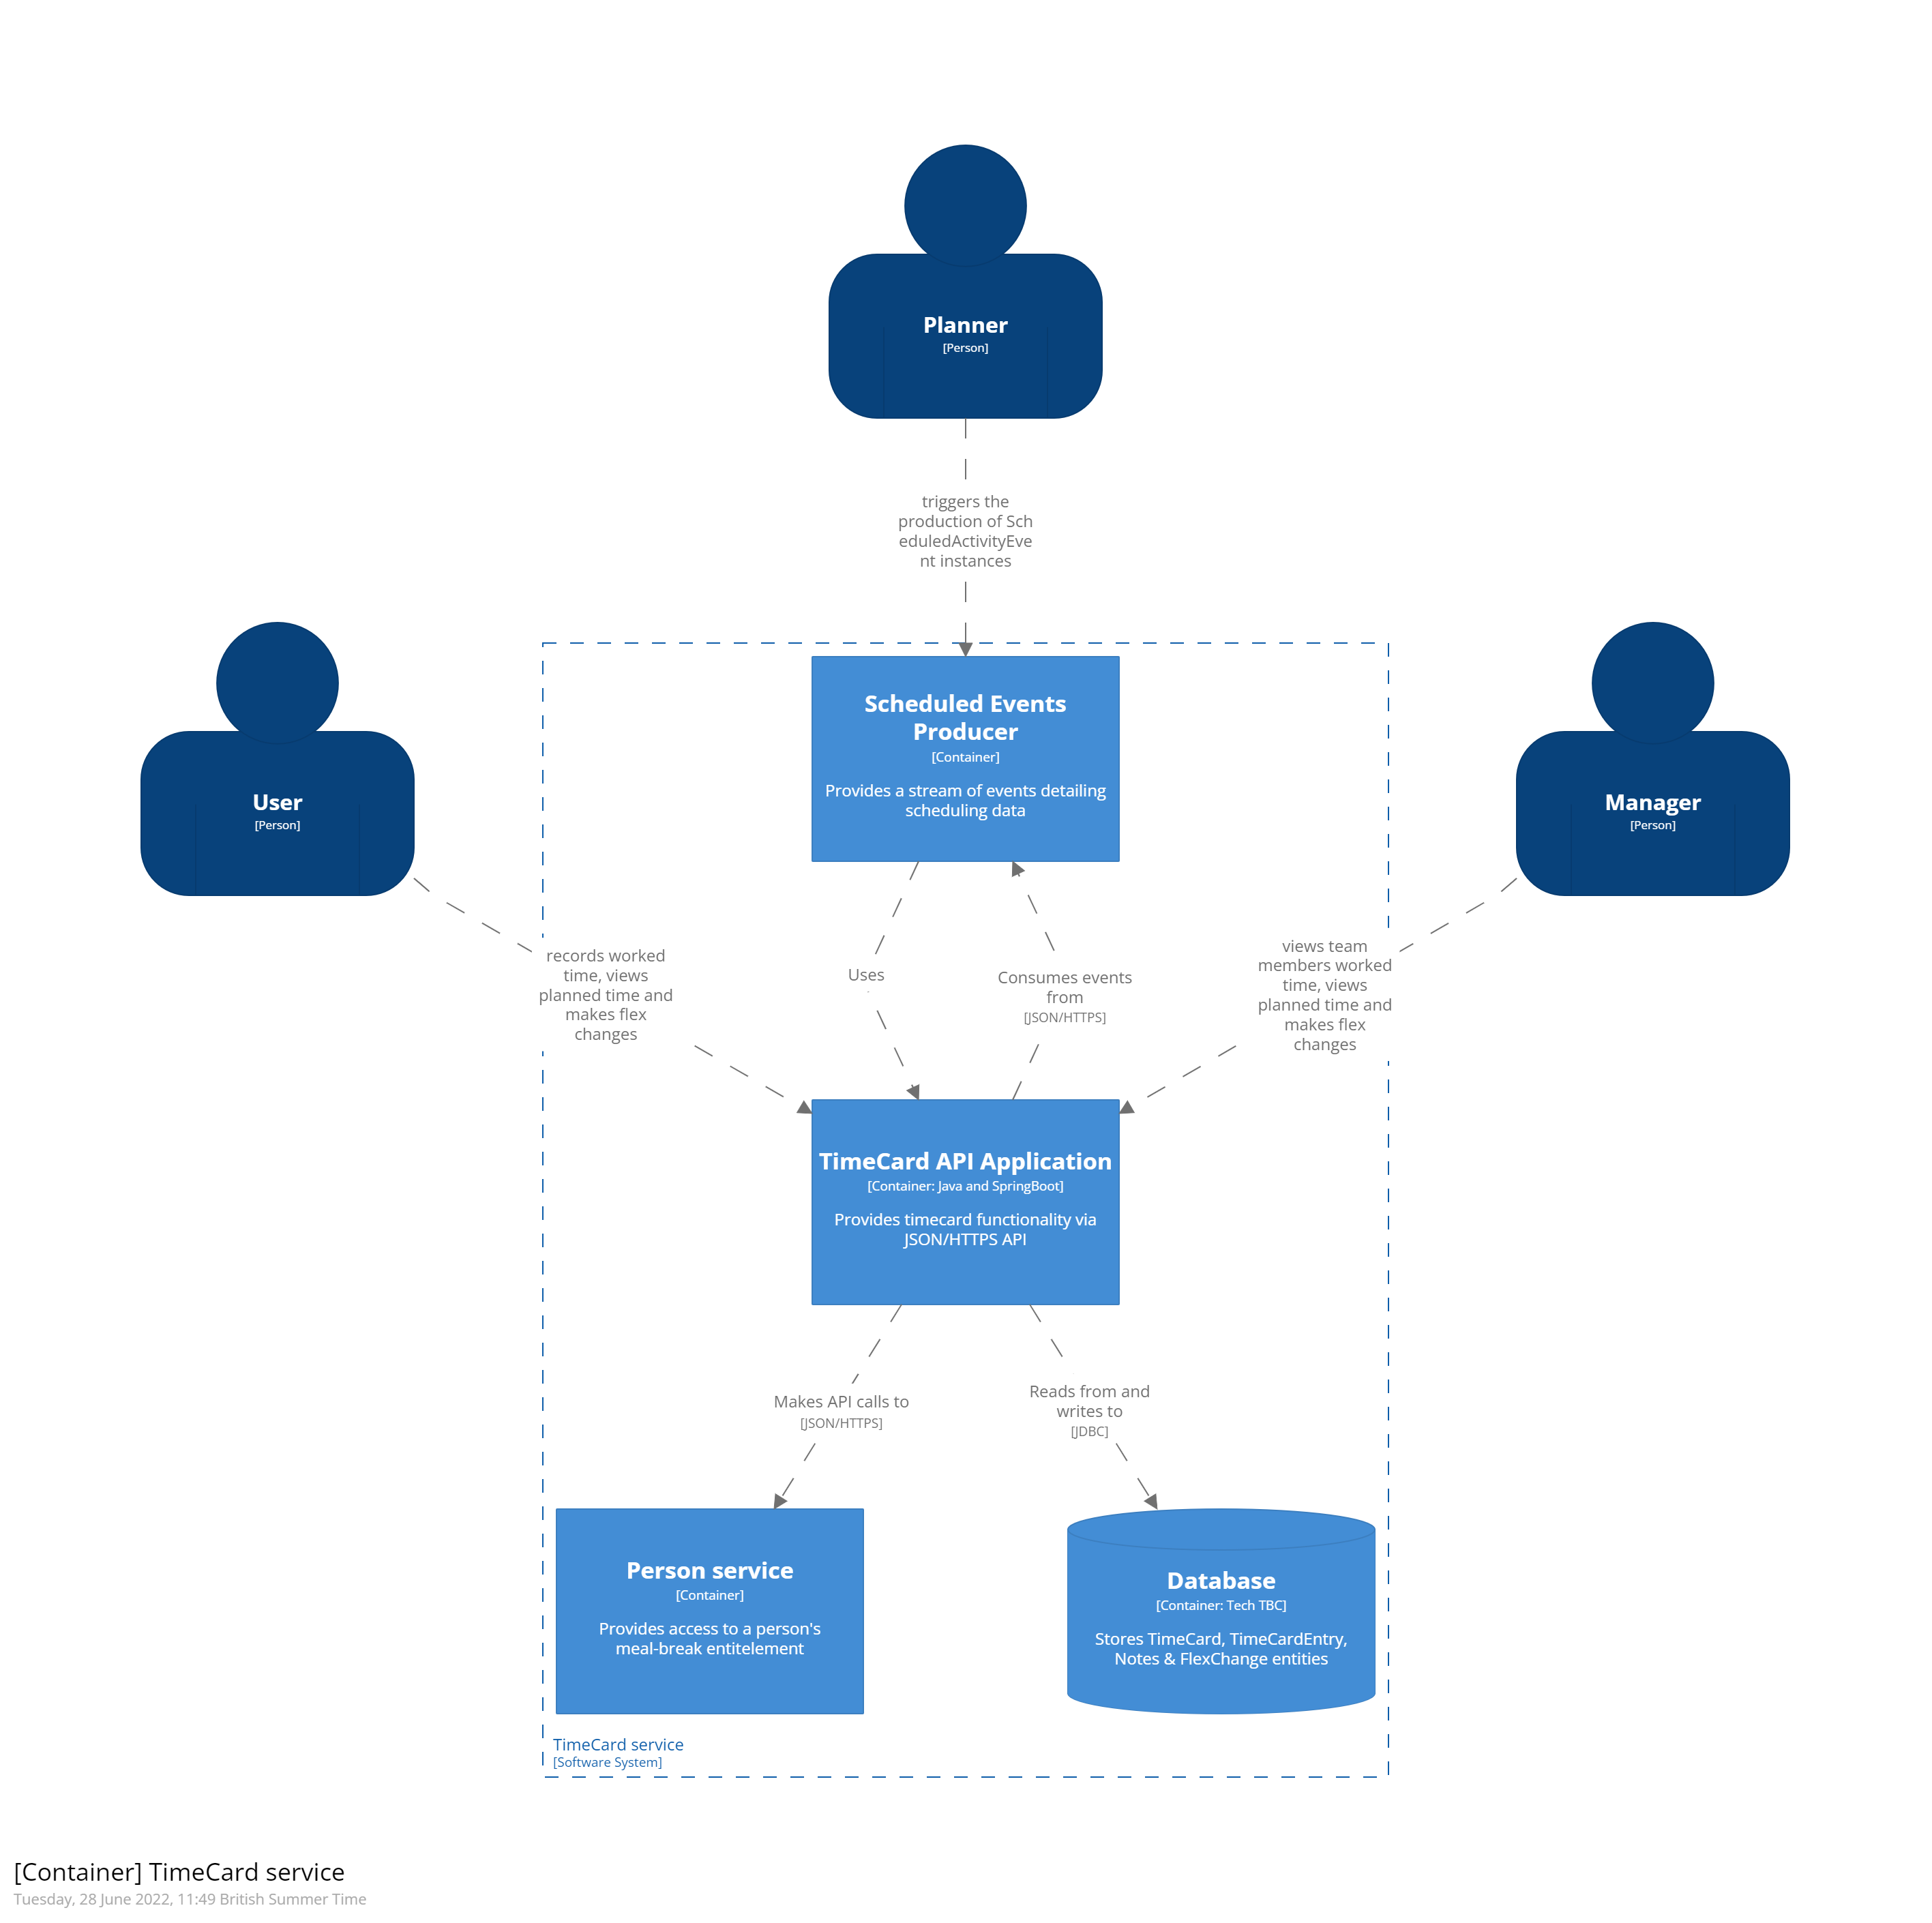 Planner
[Person]
triggers the
production of Sch
eduledActivityEve
nt instances
User
[Person]
Manager
[Person]
Scheduled Events
Producer
[Container]
Provides a stream of events detailing
scheduling data
records worked
time, views
planned time and
makes flex
changes
Uses
Consumes events
from
[JSON/HTTPS]
views team
members worked
time, views
planned time and
makes flex
changes
TimeCard API Application
[Container: Java and SpringBoot]
Provides timecard functionality via
JSON/HTTPS API
Makes API calls to
[JSON/HTTPS]
Reads from and
writes to
[JDBC]
Person service
[Container]
Provides access to a person's
meal-break entitelement
Database
[Container: Tech TBC]
Stores TimeCard, TimeCardEntry,
Notes & FlexChange entities
TimeCard service
[Software System]
[Container] TimeCard service
Tuesday, 28 June 2022, 11:49 British Summer Time